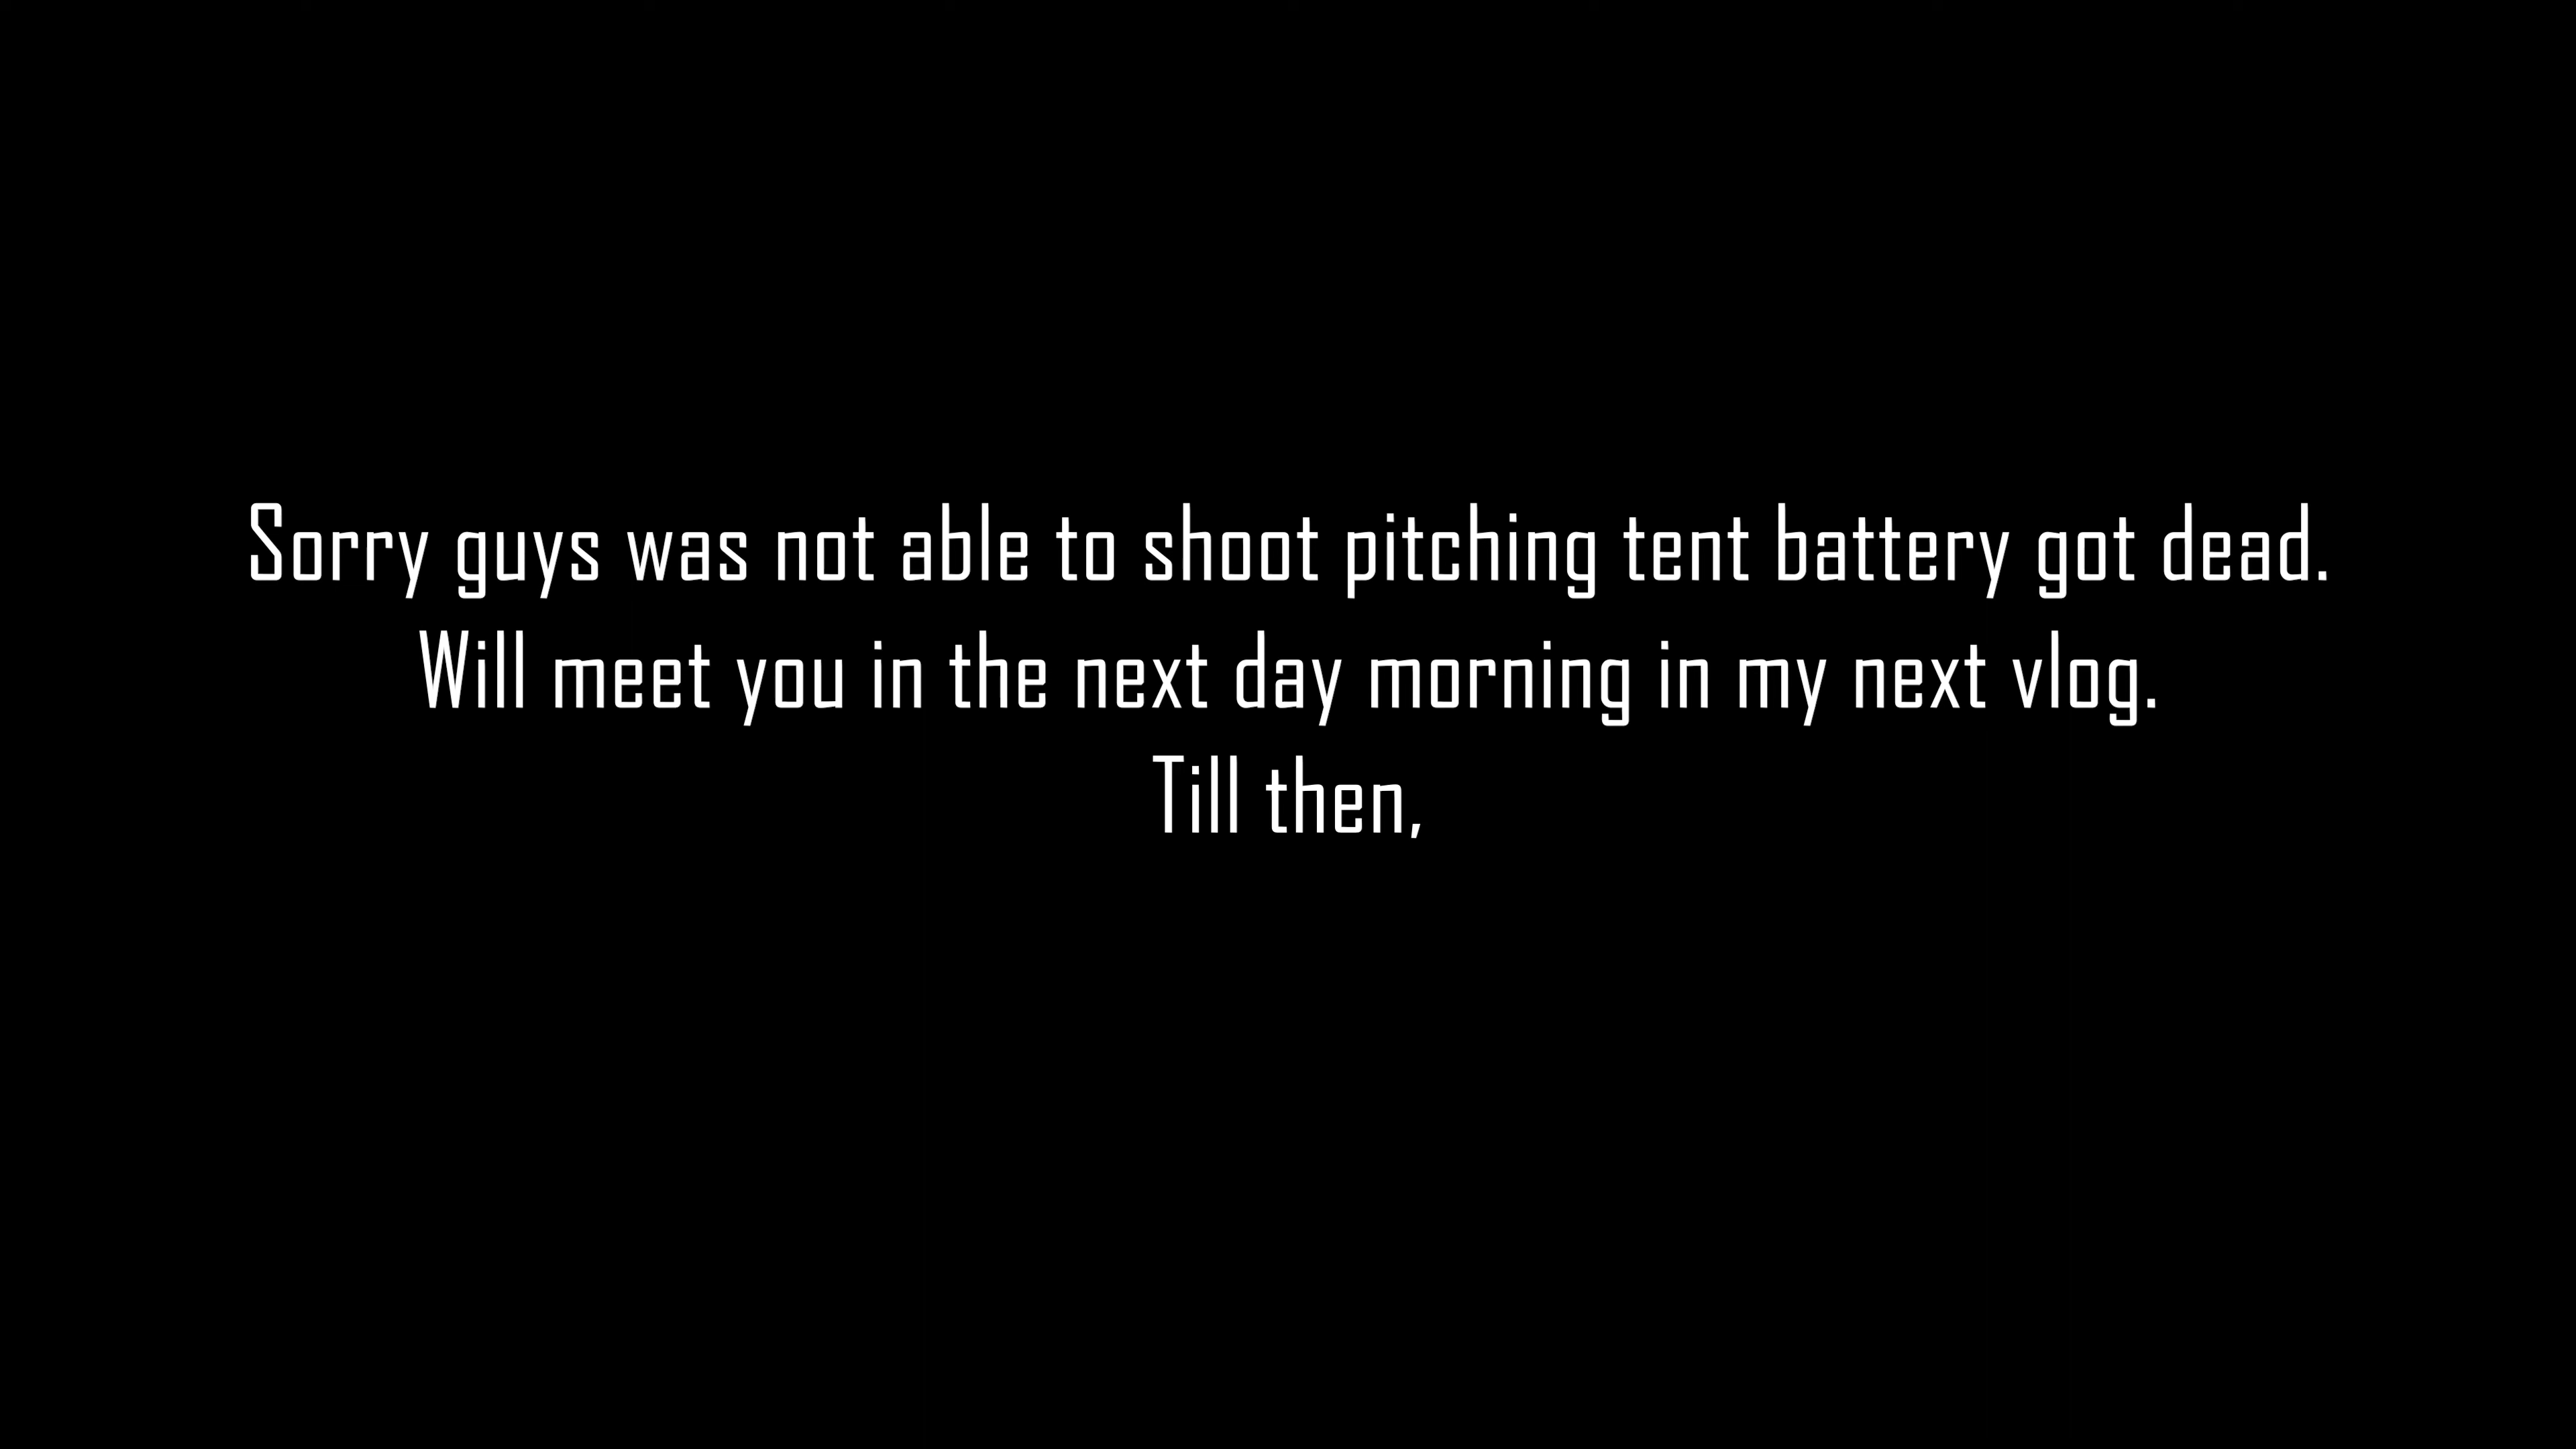 Sorry guys was not able to shoot pitching tent battery got dead.
Will meet you in the next day morning in my next vlog.
Till then,